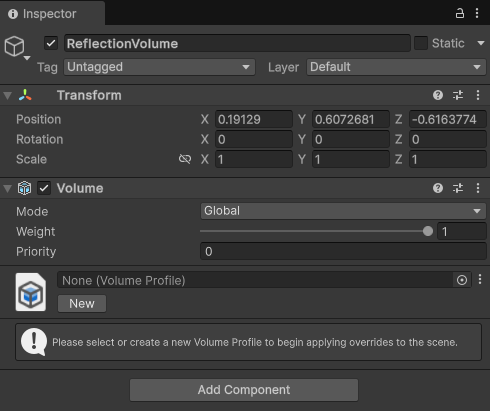 Inspector
ReflectionVolume Static
Tag Untagged Layer Default
Transform
Position X 0.19129 Y 0.6072681 Z -0.6163774
Rotation X 0 Y 0 Z 0
Scale X 1 Y 1 Z 1
Volume
Mode Global
Weight 1
Priority 0
None (Volume Profile)
New
Please select or create a new Volume Profile to begin applying overrides to the scene.
Add Component